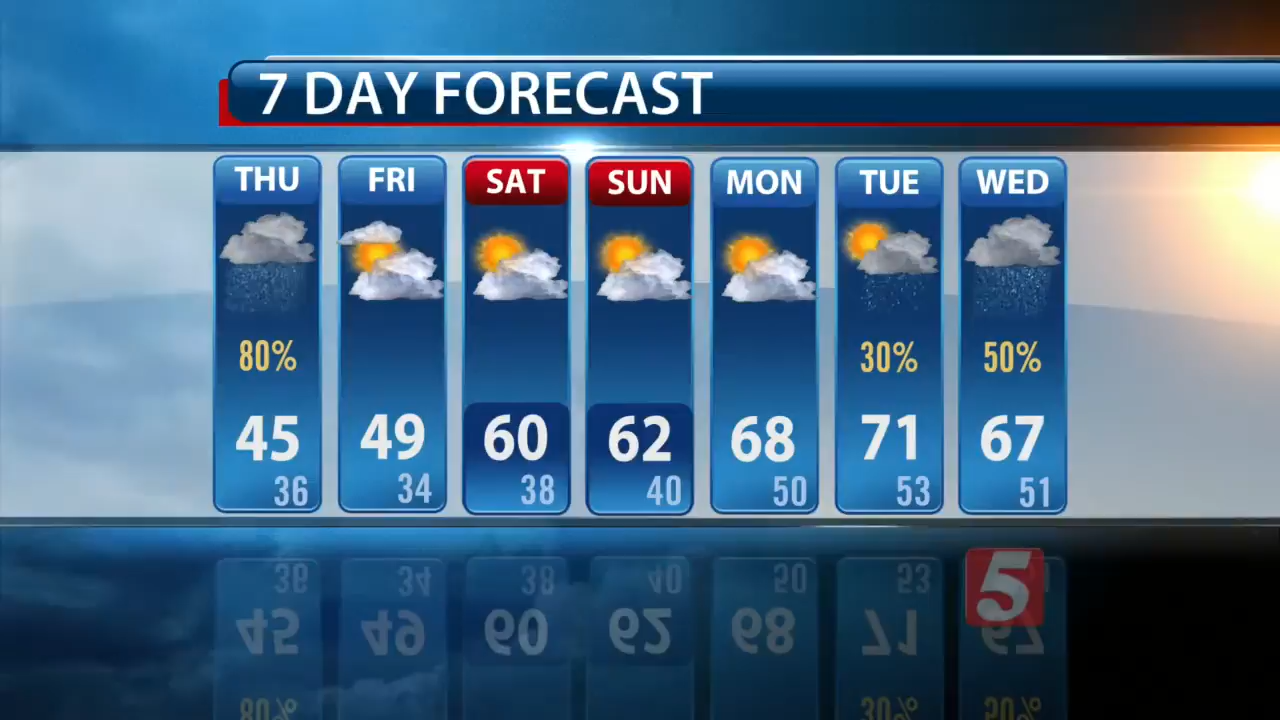 7 DAY FORECAST
THU FRI SAT SUN MON TUE WED
80% 30% 50%
45 49 60 62 68 71 67
36 34 38 40 50 53 51
5